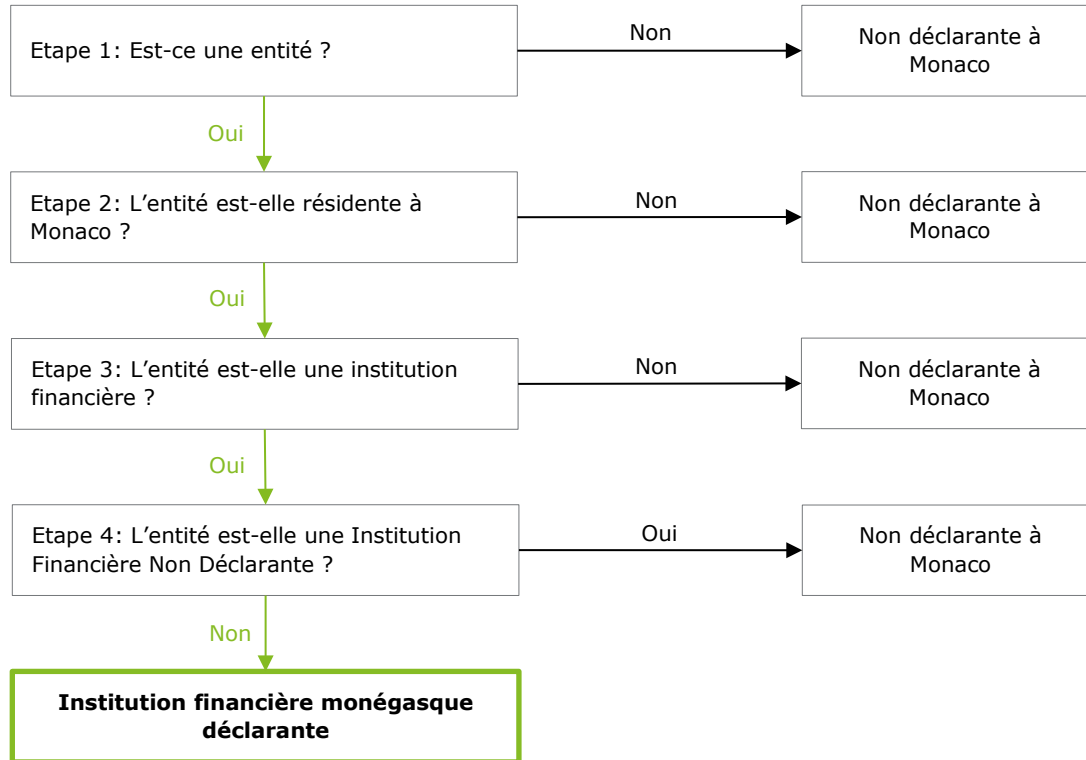 Etape 1: Est-ce une entité ?
Non
Non déclarante à
Monaco
Oui
Etape 2: L'entité est-elle résidente à
Monaco ?
Non
Non déclarante à
Monaco
Oui
Etape 3: L'entité est-elle une institution
financière ?
Non
Non déclarante à
Monaco
Oui
Etape 4: L'entité est-elle une Institution
Financière Non Déclarante ?
Oui
Non déclarante à
Monaco
Non
Institution financière monégasque
déclarante